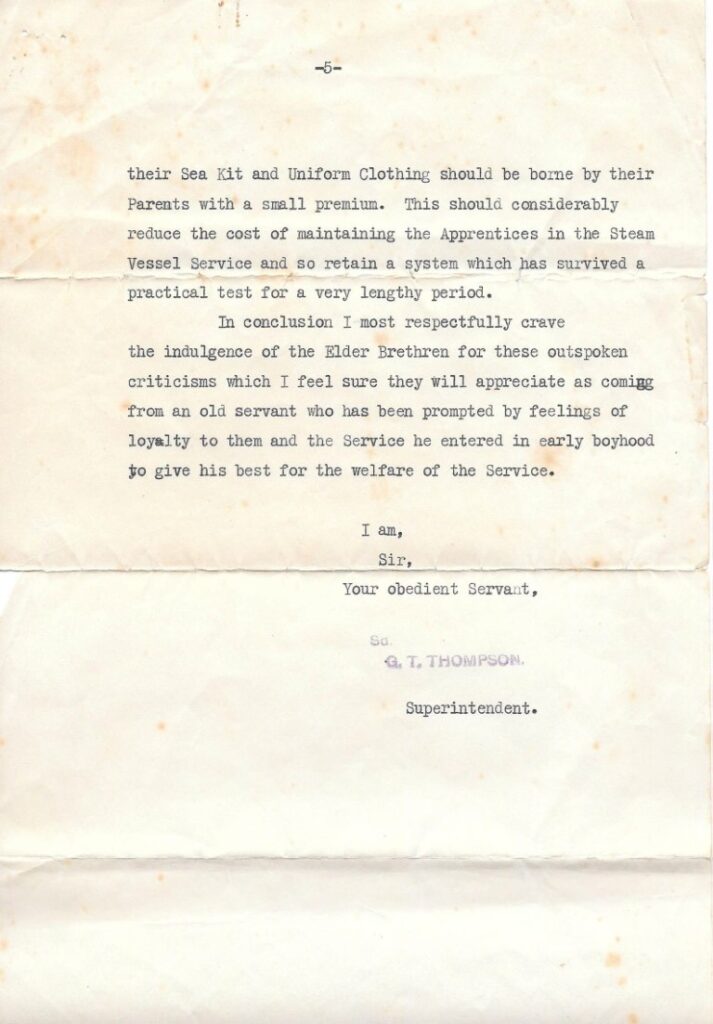 -5-
their Sea Kit and Uniform Clothing should be borne by their
Parents with a small premium. This should considerably
reduce the cost of maintaining the Apprentices in the Steam
Vessel Service and so retain a system which has survived a
practical test for a very lengthy period.
In conclusion I most respectfully crave
the indulgence of the Elder Brethren for these outspoken
criticisms which I feel sure they will appreciate as coming
from an old servant who has been prompted by feelings of
loyalty to them and the Service he entered in early boyhood
to give his best for the welfare of the Service.
I am,
Sir,
Your obedient Servant,
Sd.
G. T. THOMPSON.
Superintendent.